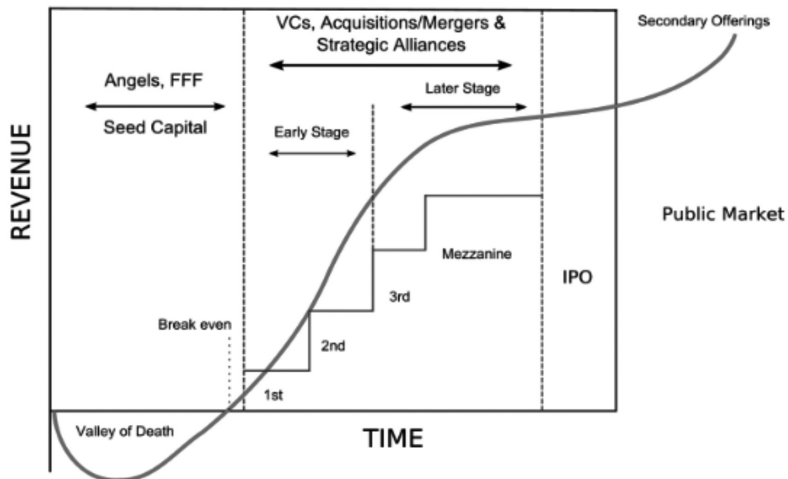 VCs, Acquisitions/Mergers &
Strategic Alliances
Secondary Offerings
Angels, FFF
Seed Capital
Later Stage
Early Stage
REVENUE
Public Market
Mezzanine
IPO
3rd
Break even
2nd
1st
Valley of Death
TIME